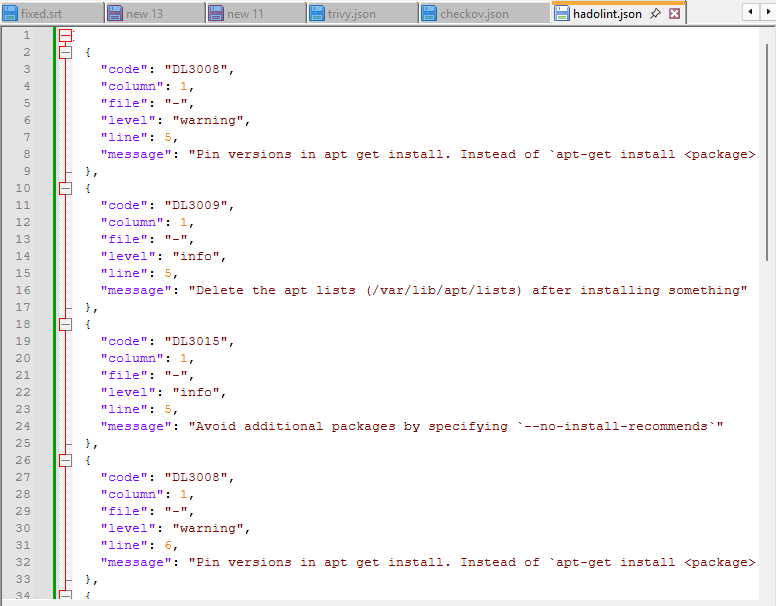 fixed.srt new 13 new 11 trivy.json checkov.json hadolint.json
1 [
2 {
3 "code": "DL3008",
4 "column": 1,
5 "file": "-",
6 "level": "warning",
7 "line": 5,
8 "message": "Pin versions in apt get install. Instead of `apt-get install <package>
9 },
10 {
11 "code": "DL3009",
12 "column": 1,
13 "file": "-",
14 "level": "info",
15 "line": 5,
16 "message": "Delete the apt lists (/var/lib/apt/lists) after installing something"
17 },
18 {
19 "code": "DL3015",
20 "column": 1,
21 "file": "-",
22 "level": "info",
23 "line": 5,
24 "message": "Avoid additional packages by specifying `--no-install-recommends`"
25 },
26 {
27 "code": "DL3008",
28 "column": 1,
29 "file": "-",
30 "level": "warning",
31 "line": 6,
32 "message": "Pin versions in apt get install. Instead of `apt-get install <package>
33 },
34 {